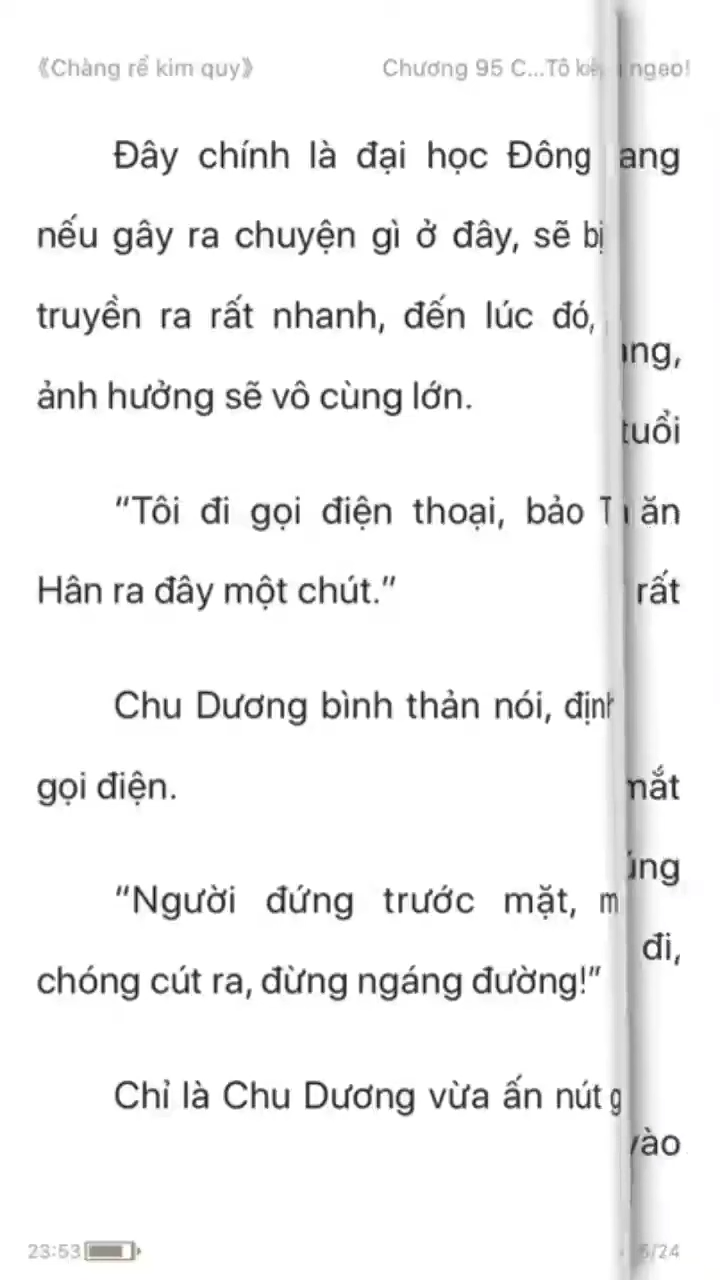 《Chàng rể kim quy》 Chương 95 C...Tô ngạo!
Đây chính là đại học Đông
nếu gây ra chuyện gì ở đây, sẽ bị
truyền ra rất nhanh, đến lúc đó,
ảnh hưởng sẽ vô cùng lớn.
tuổi
“Tôi đi gọi điện thoại, bảo ăn
Hân ra đây một chút.” rất
Chu Dương bình thản nói, định
gọi điện. mắt
“Người đứng trước mặt,
chóng cút ra, đừng ngáng đường!” đi,
Chỉ là Chu Dương vừa ấn nút
vào
23:53 /24